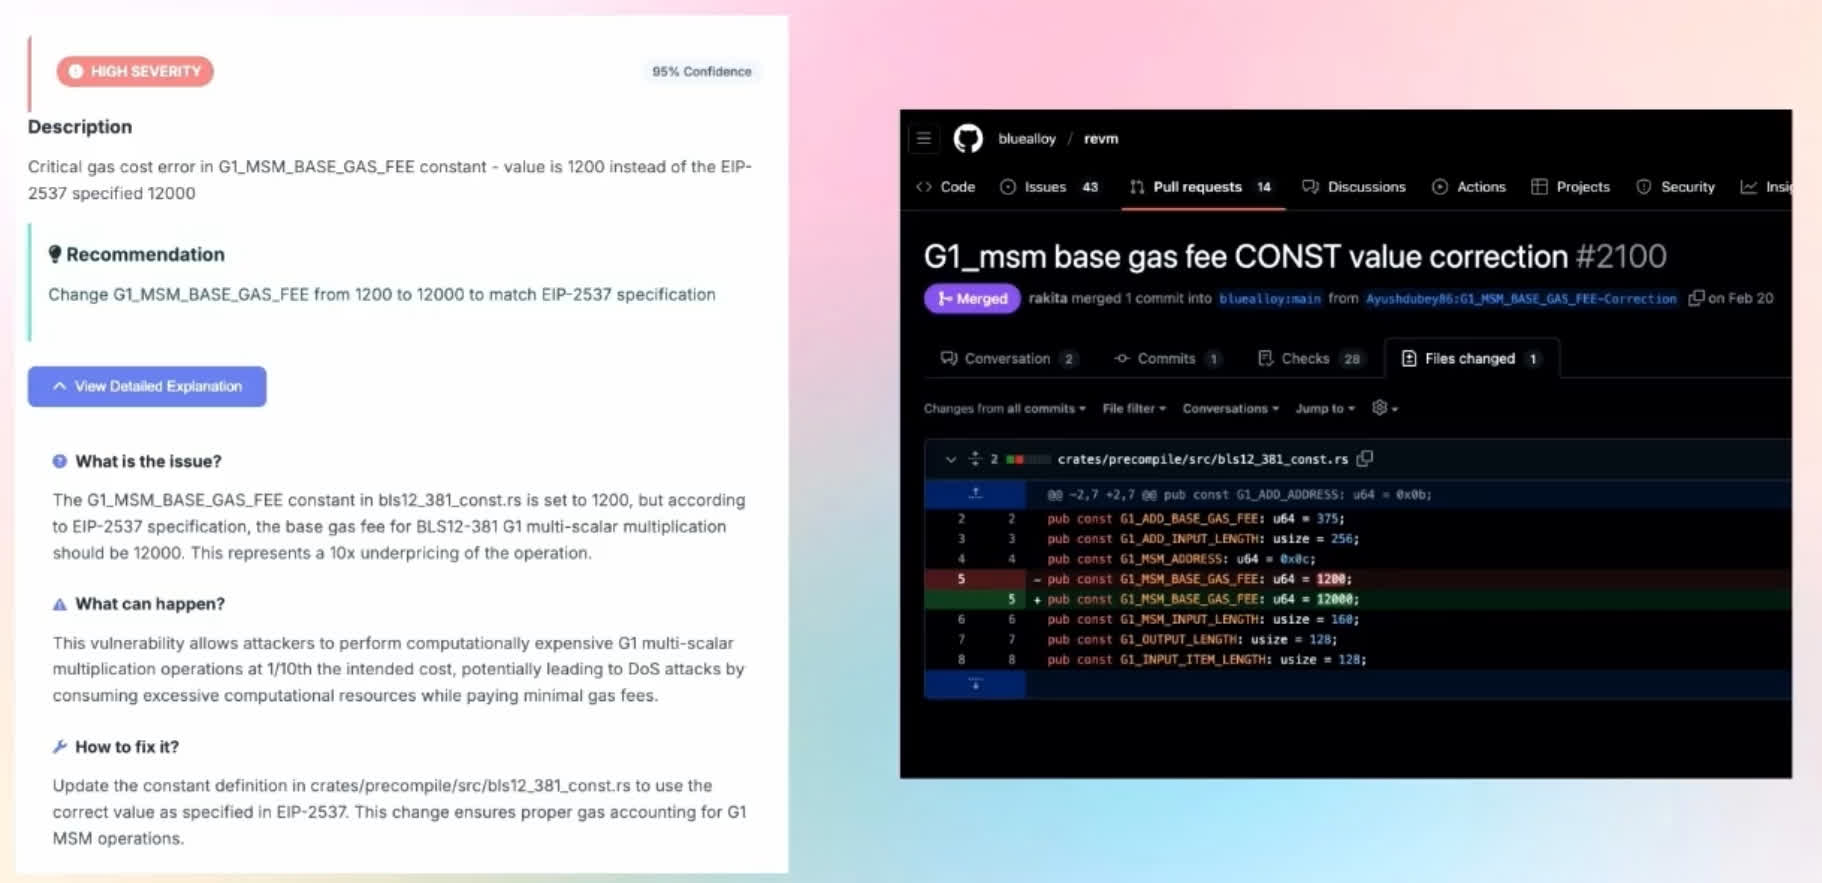 HIGH SEVERITY
95% Confidence
Description
Critical gas cost error in G1_MSM_BASE_GAS_FEE constant - value is 1200 instead of the EIP-
2537 specified 12000
Recommendation
Change G1_MSM_BASE_GAS_FEE from 1200 to 12000 to match EIP-2537 specification
View Detailed Explanation
What is the issue?
The G1_MSM_BASE_GAS_FEE constant in bls12_381_const.rs is set to 1200, but according
to EIP-2537 specification, the base gas fee for BLS12-381 G1 multi-scalar multiplication
should be 12000. This represents a 10x underpricing of the operation.
What can happen?
This vulnerability allows attackers to perform computationally expensive G1 multi-scalar
multiplication operations at 1/10th the intended cost, potentially leading to DoS attacks by
consuming excessive computational resources while paying minimal gas fees.
How to fix it?
Update the constant definition in crates/precompile/src/bls12_381_const.rs to use the
correct value as specified in EIP-2537. This change ensures proper gas accounting for G1
MSM operations.
bluealloy / revm
Code Issues 43 Pull requests 14 Discussions Actions Projects Security Insig
G1_msm base gas fee CONST value correction #2100
Merged rakita merged 1 commit into bluealloy:main from Ayushdubey86:G1_MSM_BASE_GAS_FEE-Correction on Feb 20
Conversation 2 Commits 1 Checks 28 Files changed 1
Changes from all commits File filter Conversations Jump to
2 crates/precompile/src/bls12_381_const.rs
@@ -2,7 +2,7 @@ pub const G1_ADD_ADDRESS: u64 = 0x0b;
2 2 pub const G1_ADD_BASE_GAS_FEE: u64 = 375;
3 3 pub const G1_ADD_INPUT_LENGTH: usize = 256;
4 4 pub const G1_MSM_ADDRESS: u64 = 0x0c;
5 - pub const G1_MSM_BASE_GAS_FEE: u64 = 1200;
5 + pub const G1_MSM_BASE_GAS_FEE: u64 = 12000;
6 6 pub const G1_MSM_INPUT_LENGTH: usize = 160;
7 7 pub const G1_OUTPUT_LENGTH: usize = 128;
8 8 pub const G1_INPUT_ITEM_LENGTH: usize = 128;